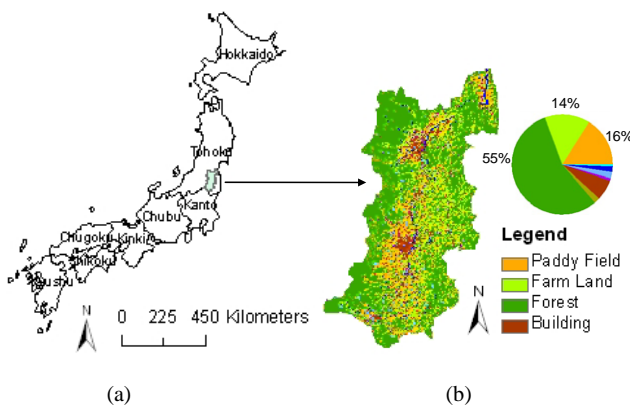 Hokkaido
Tohoku
Kanto
Chubu
Kinki
Chugoku
Shikoku
N
0 225 450 Kilometers
(a)
14%
16%
55%
Legend
Paddy Field
Farm Land
Forest
Building
N
(b)